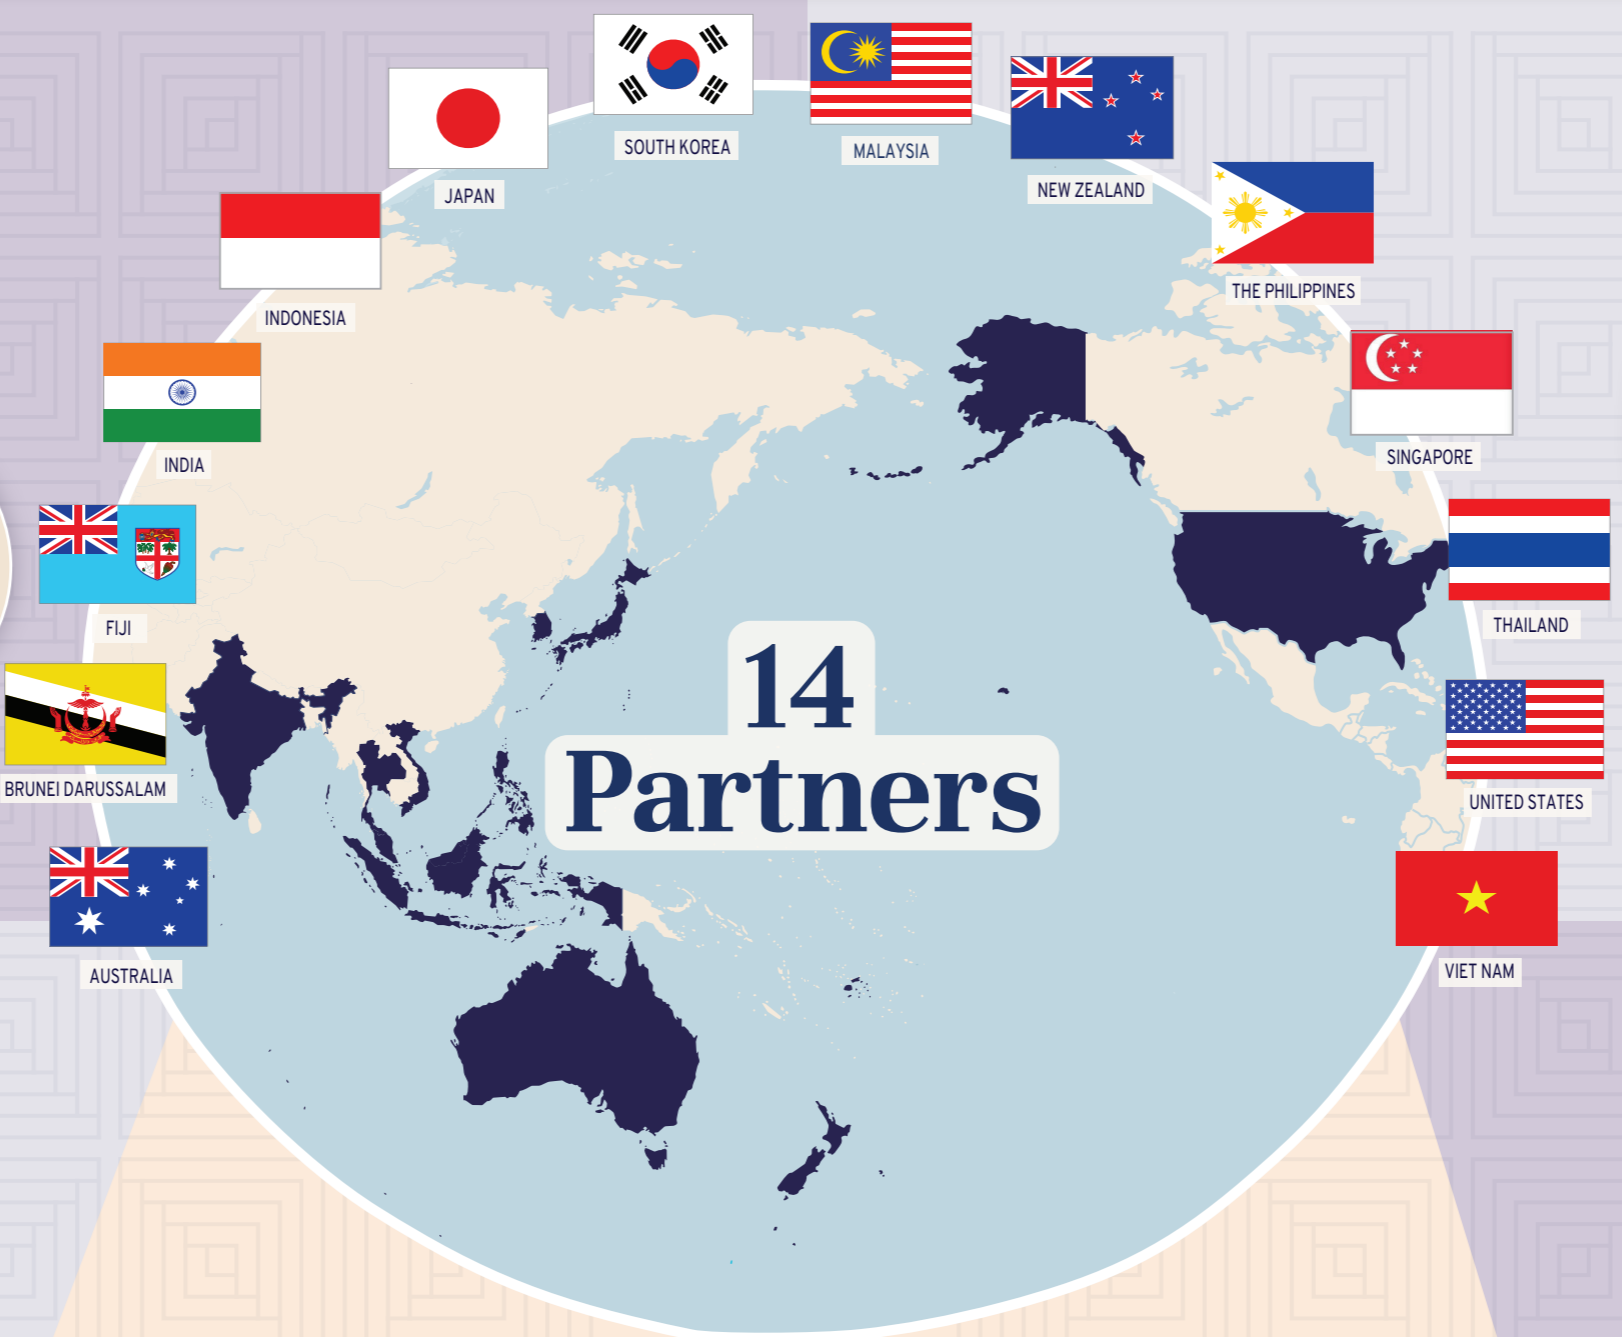 SOUTH KOREA
MALAYSIA
JAPAN
NEW ZEALAND
INDONESIA
THE PHILIPPINES
INDIA
SINGAPORE
FIJI
THAILAND
14
Partners
BRUNEI DARUSSALAM
UNITED STATES
AUSTRALIA
VIET NAM